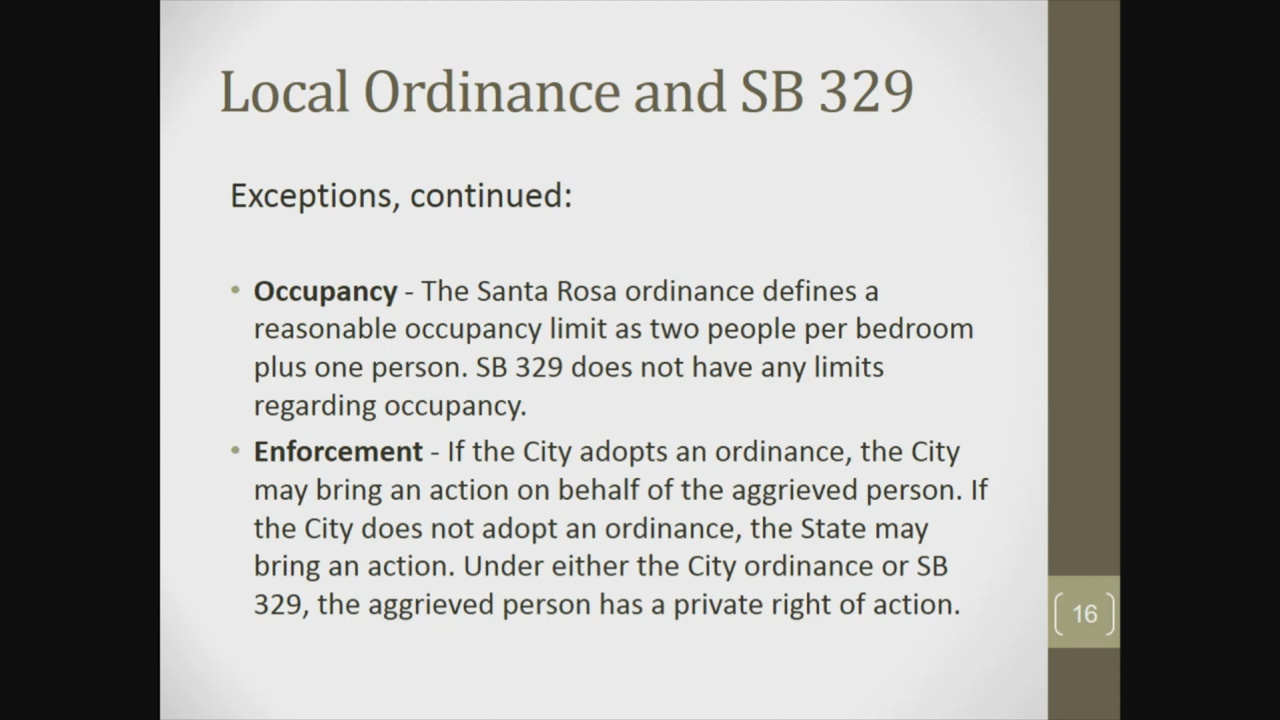 Local Ordinance and SB 329
Exceptions, continued:
• Occupancy - The Santa Rosa ordinance defines a
reasonable occupancy limit as two people per bedroom
plus one person. SB 329 does not have any limits
regarding occupancy.
• Enforcement - If the City adopts an ordinance, the City
may bring an action on behalf of the aggrieved person. If
the City does not adopt an ordinance, the State may
bring an action. Under either the City ordinance or SB
329, the aggrieved person has a private right of action.
16